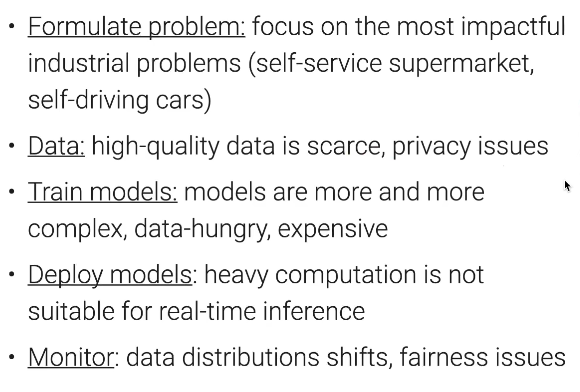 • Formulate problem: focus on the most impactful
industrial problems (self-service supermarket,
self-driving cars)
• Data: high-quality data is scarce, privacy issues
• Train models: models are more and more
complex, data-hungry, expensive
• Deploy models: heavy computation is not
suitable for real-time inference
• Monitor: data distributions shifts, fairness issues